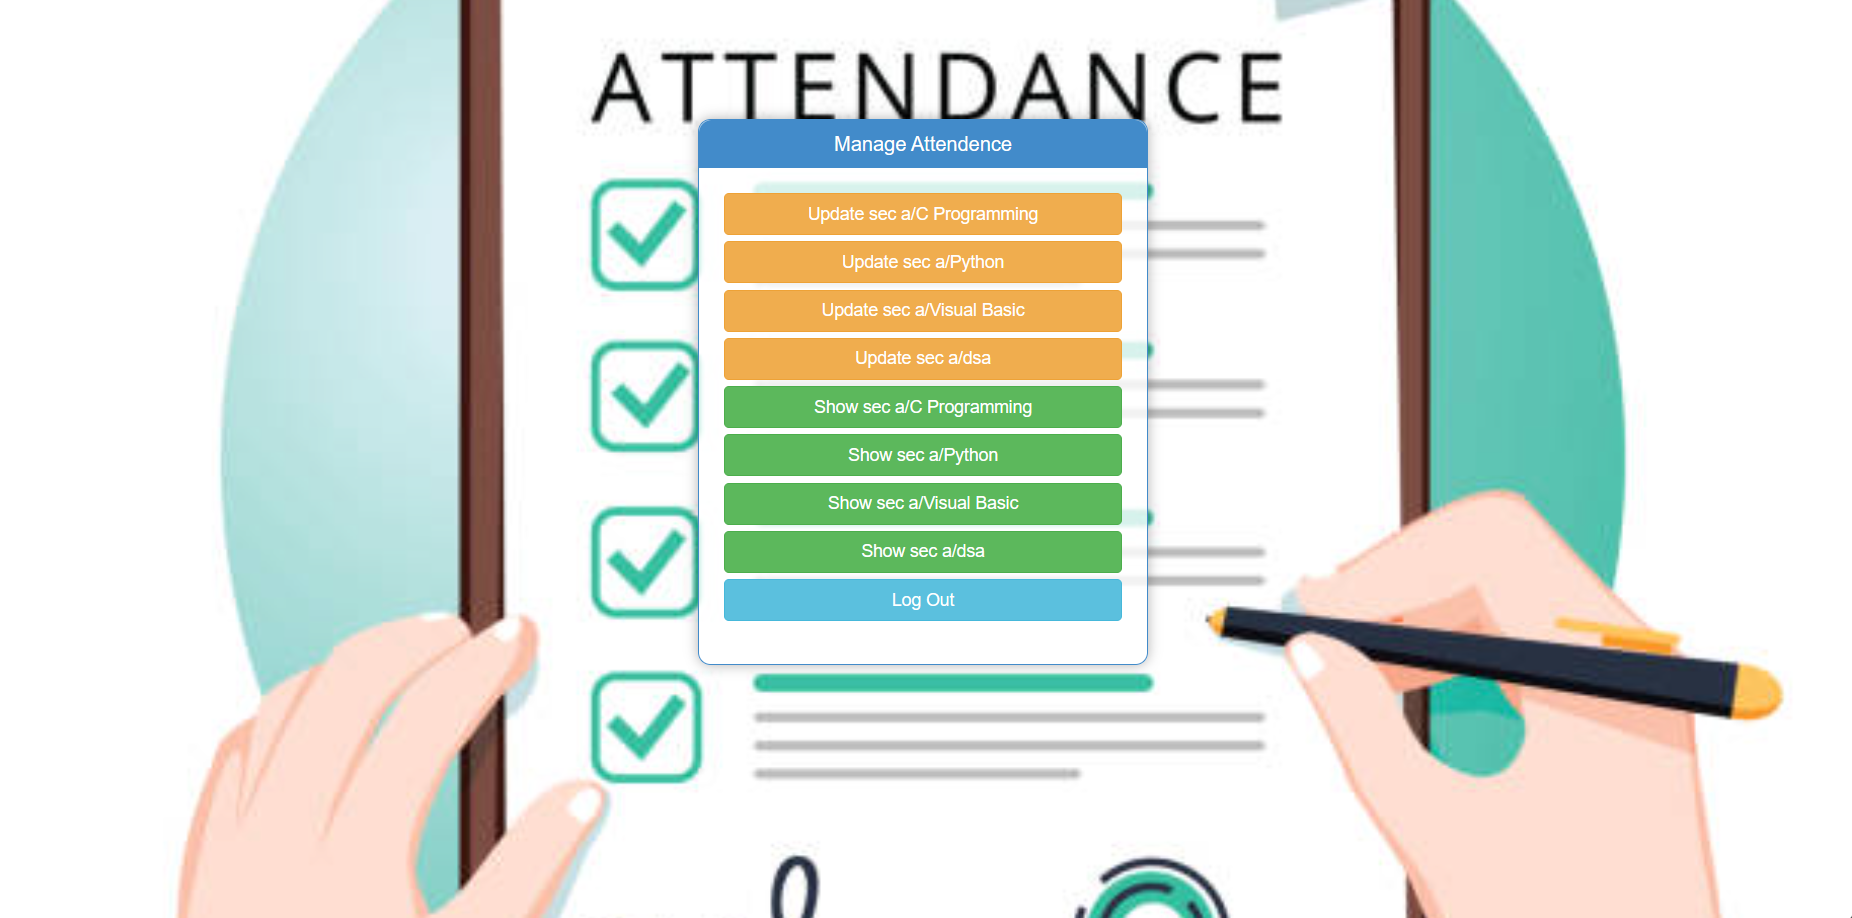 ATTENDANCE
Manage Attendence
Update sec a/C Programming
Update sec a/Python
Update sec a/Visual Basic
Update sec a/dsa
Show sec a/C Programming
Show sec a/Python
Show sec a/Visual Basic
Show sec a/dsa
Log Out